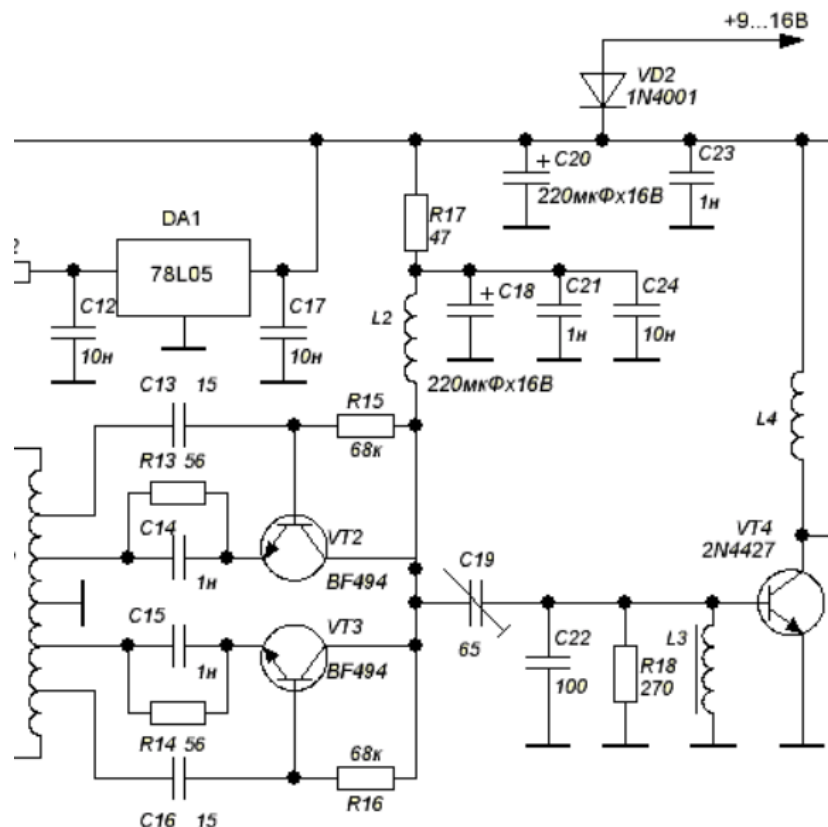 +9...16В
VD2
1N4001
+ C20
220мкФх16В
C23
1н
DA1
78L05
2
R17
47
C12
10н
C17
10н
L2
+ C18
C21
1н
C24
10н
220мкФх16В
C13 15
R15
68к
R13 56
C14
1н
VT2
BF494
L4
VT4
2N4427
C19
65
C15
1н
VT3
BF494
C22
100
R18
270
L3
R14 56
68к
R16
C16 15